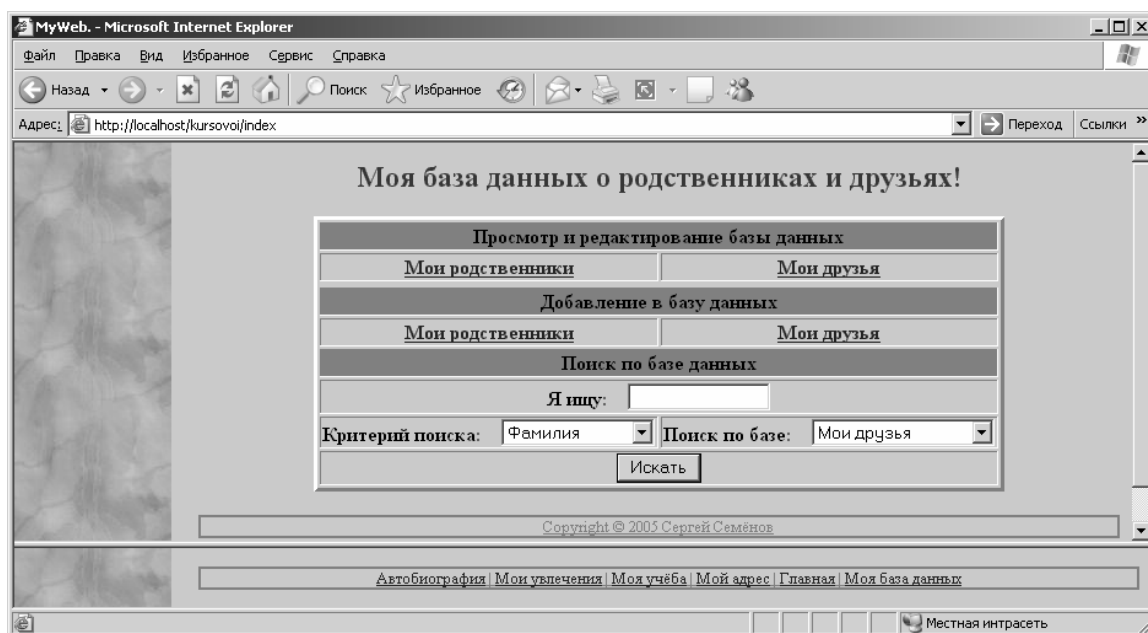 MyWeb. - Microsoft Internet Explorer
Файл Правка Вид Избранное Сервис Справка
Назад Поиск Избранное
Адрес: http://localhost/kursovoi/index Переход Ссылки »
Моя база данных о родственниках и друзьях!
Просмотр и редактирование базы данных
Мои родственники Мои друзья
Добавление в базу данных
Мои родственники Мои друзья
Поиск по базе данных
Я ищу:
Критерий поиска: Фамилия Поиск по базе: Мои друзья
Искать
Copyright © 2005 Сергей Семёнов
Автобиография | Мои увлечения | Моя учёба | Мой адрес | Главная | Моя база данных
Местная интрасеть